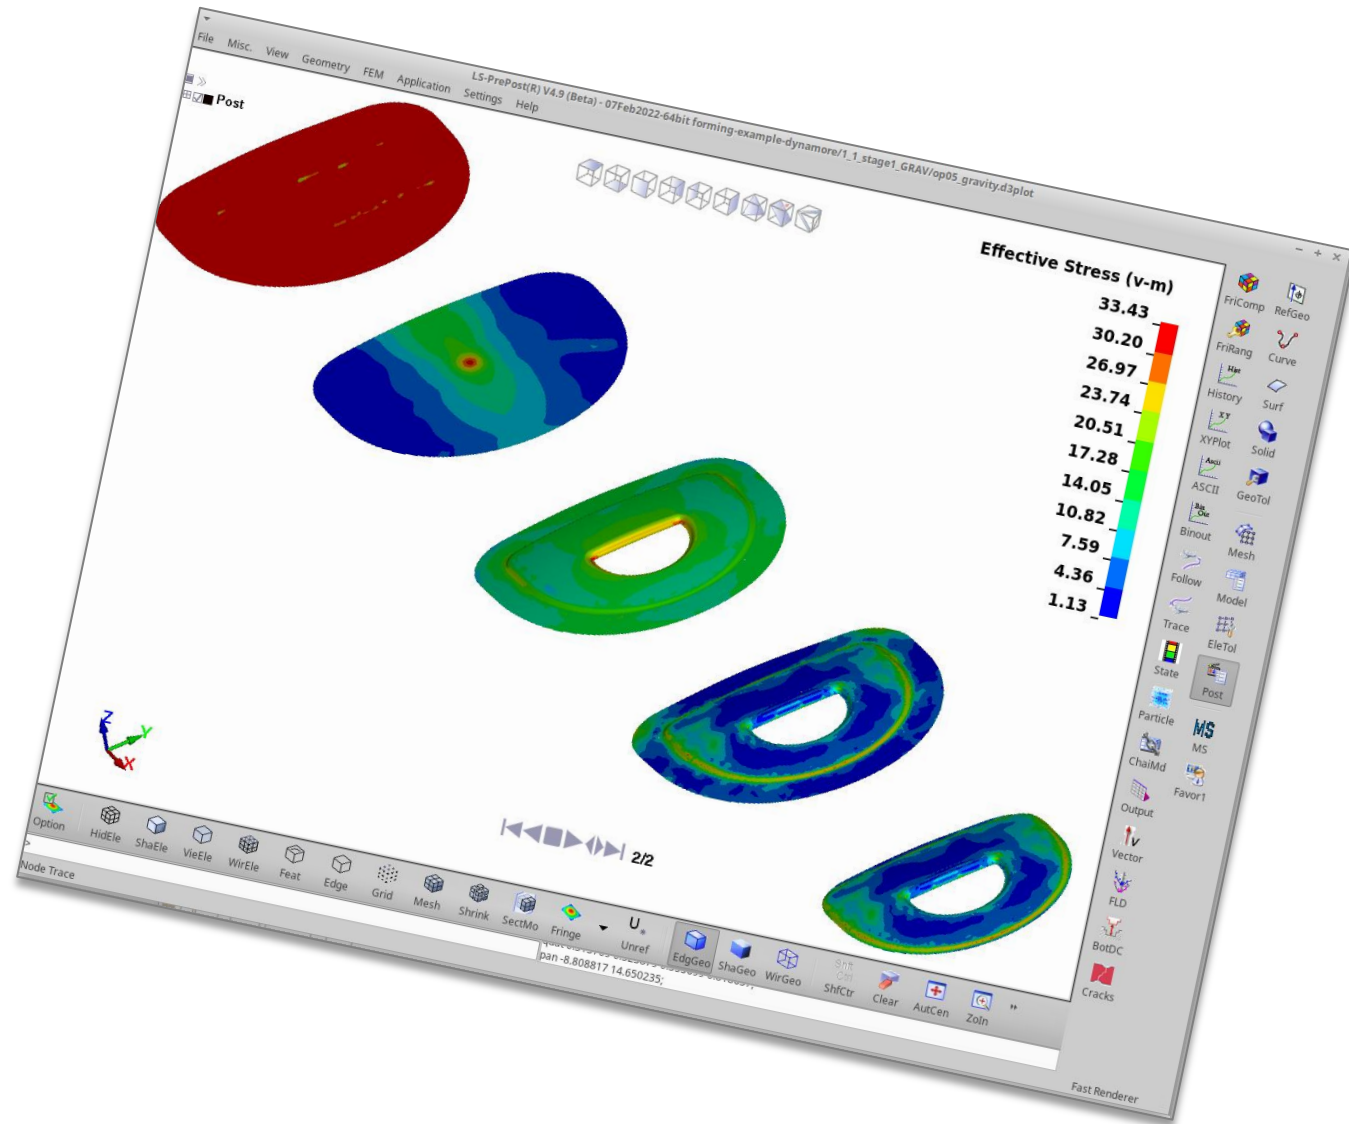 LS-PrePost(R) V4.9 (Beta) - 07Feb2022-64bit forming-example-dynamore/1_1_stage1_GRAV/op05_gravity.d3plot
File Misc. View Geometry FEM Application Settings Help
Post
Effective Stress (v-m)
33.43
30.20
26.97
23.74
20.51
17.28
14.05
10.82
7.59
4.36
1.13
FriComp RefGeo
FriRang Curve
History Surf
XYPlot Solid
ASCII GeoTol
Binout Mesh
Follow Model
Trace EleTol
State Post
Particle MS
ChaiMd Favor1
Output
Vector
FLD
BotDC
Cracks
Z
Y
X
2/2
Option HidEle ShaEle VieEle WirEle Feat Edge Grid Mesh Shrink SectMo Fringe Unref EdgGeo ShaGeo WirGeo ShfCtr Clear AutCen ZoIn
>
Node Trace
pan -8.808817 14.650235;
Fast Renderer